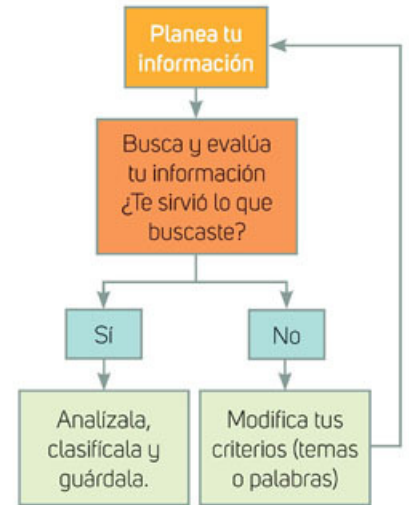 Planea tu
información
Busca y evalúa
tu información
¿Te sirvió lo que
buscaste?
Sí
No
Analízala,
clasifícala y
guárdala.
Modifica tus
criterios (temas
o palabras)